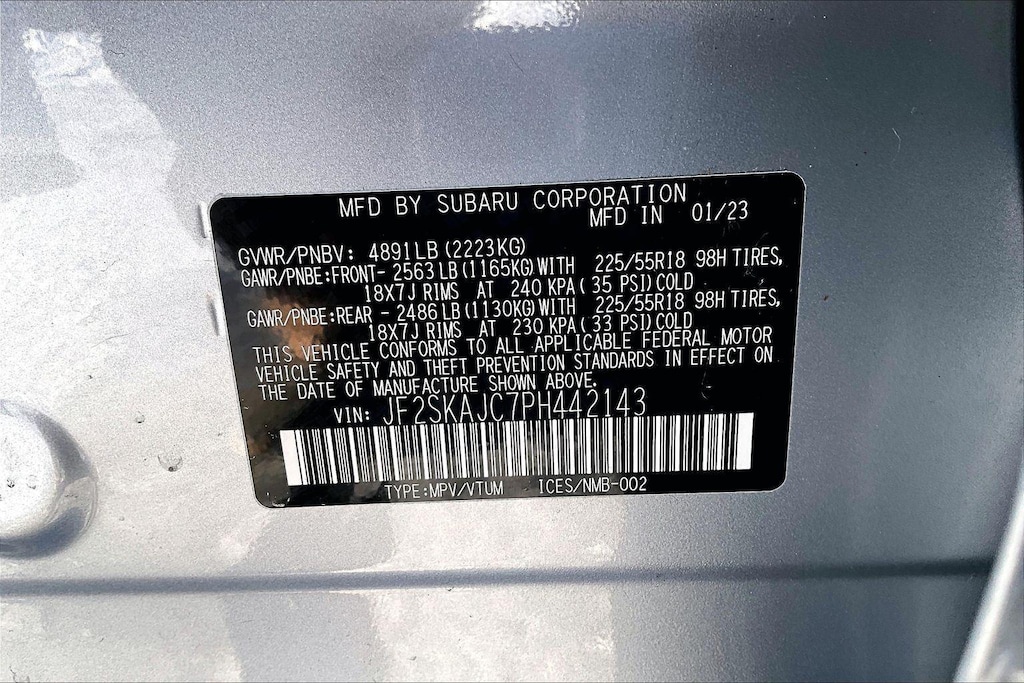 MFD BY SUBARU CORPORATION
MFD IN 01/23
GVWR/PNBV: 4891LB (2223KG)
GAWR/PNBE:FRONT- 2563LB (1165KG) WITH 225/55R18 98H TIRES,
18X7J RIMS AT 240 KPA ( 35 PSI) COLD
GAWR/PNBE:REAR - 2486LB (1130KG) WITH 225/55R18 98H TIRES,
18X7J RIMS AT 230 KPA ( 33 PSI) COLD
THIS VEHICLE CONFORMS TO ALL APPLICABLE FEDERAL MOTOR
VEHICLE SAFETY AND THEFT PREVENTION STANDARDS IN EFFECT ON
THE DATE OF MANUFACTURE SHOWN ABOVE.
VIN: JF2SKAJC7PH442143
TYPE:MPV/VTUM ICES/NMB-002